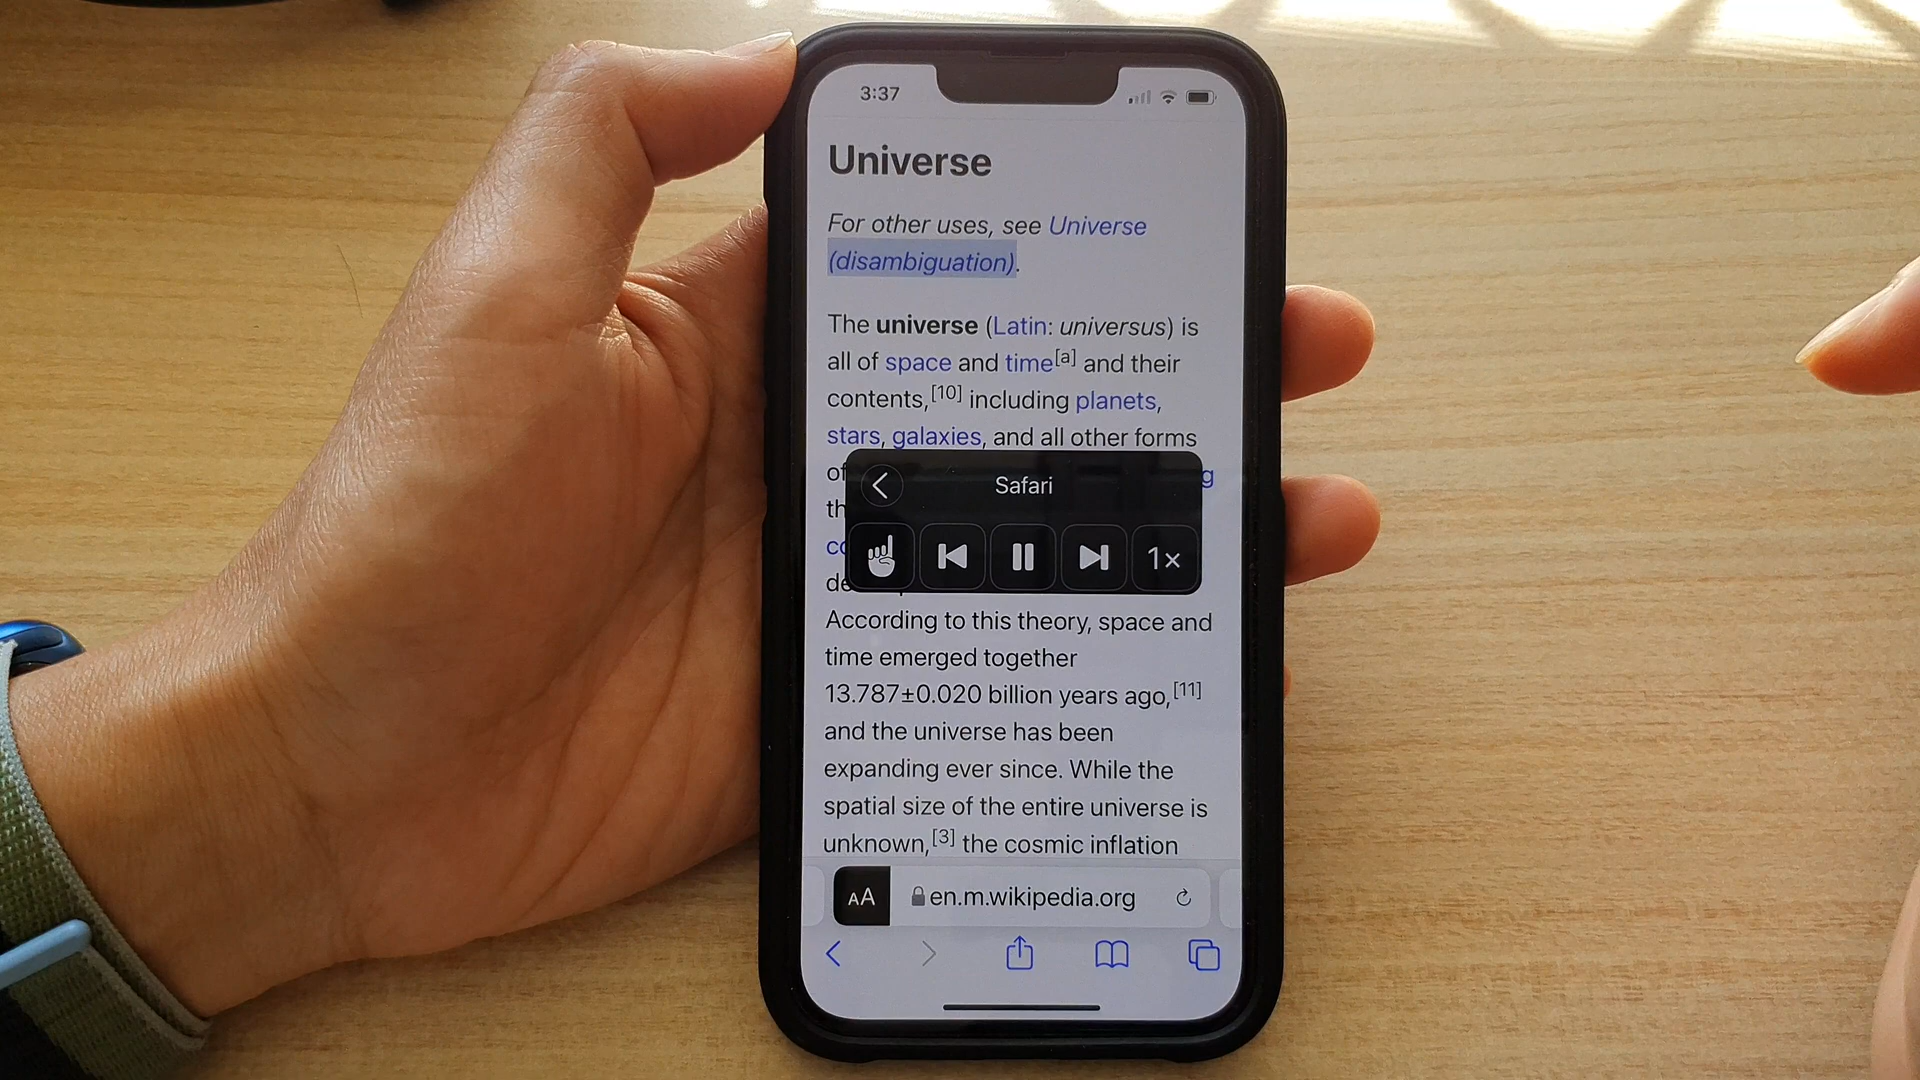 3:37
Universe
For other uses, see Universe
(disambiguation).
The universe (Latin: universus) is
all of space and time[a] and their
contents,[10] including planets,
stars, galaxies, and all other forms
of
Safari
1×
According to this theory, space and
time emerged together
13.787±0.020 billion years ago,[11]
and the universe has been
expanding ever since. While the
spatial size of the entire universe is
unknown,[3] the cosmic inflation
AA en.m.wikipedia.org